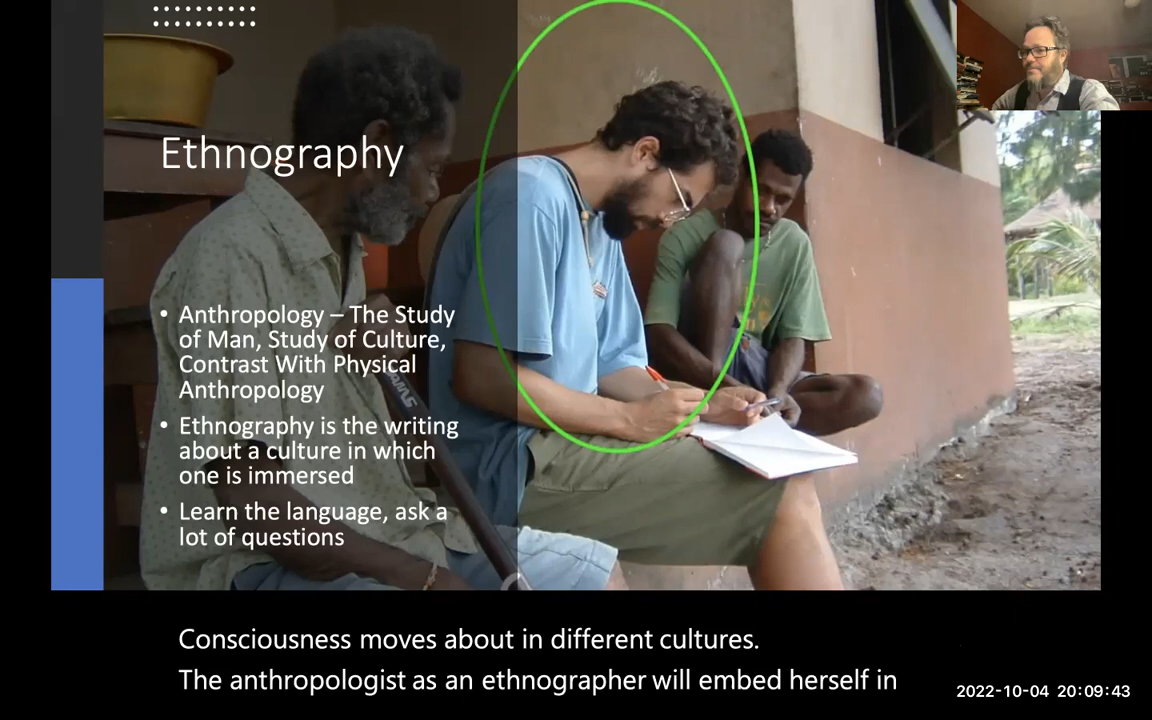 Ethnography
• Anthropology – The Study
of Man, Study of Culture,
Contrast With Physical
Anthropology
• Ethnography is the writing
about a culture in which
one is immersed
• Learn the language, ask a
lot of questions
Consciousness moves about in different cultures.
The anthropologist as an ethnographer will embed herself in
2022-10-04 20:09:43